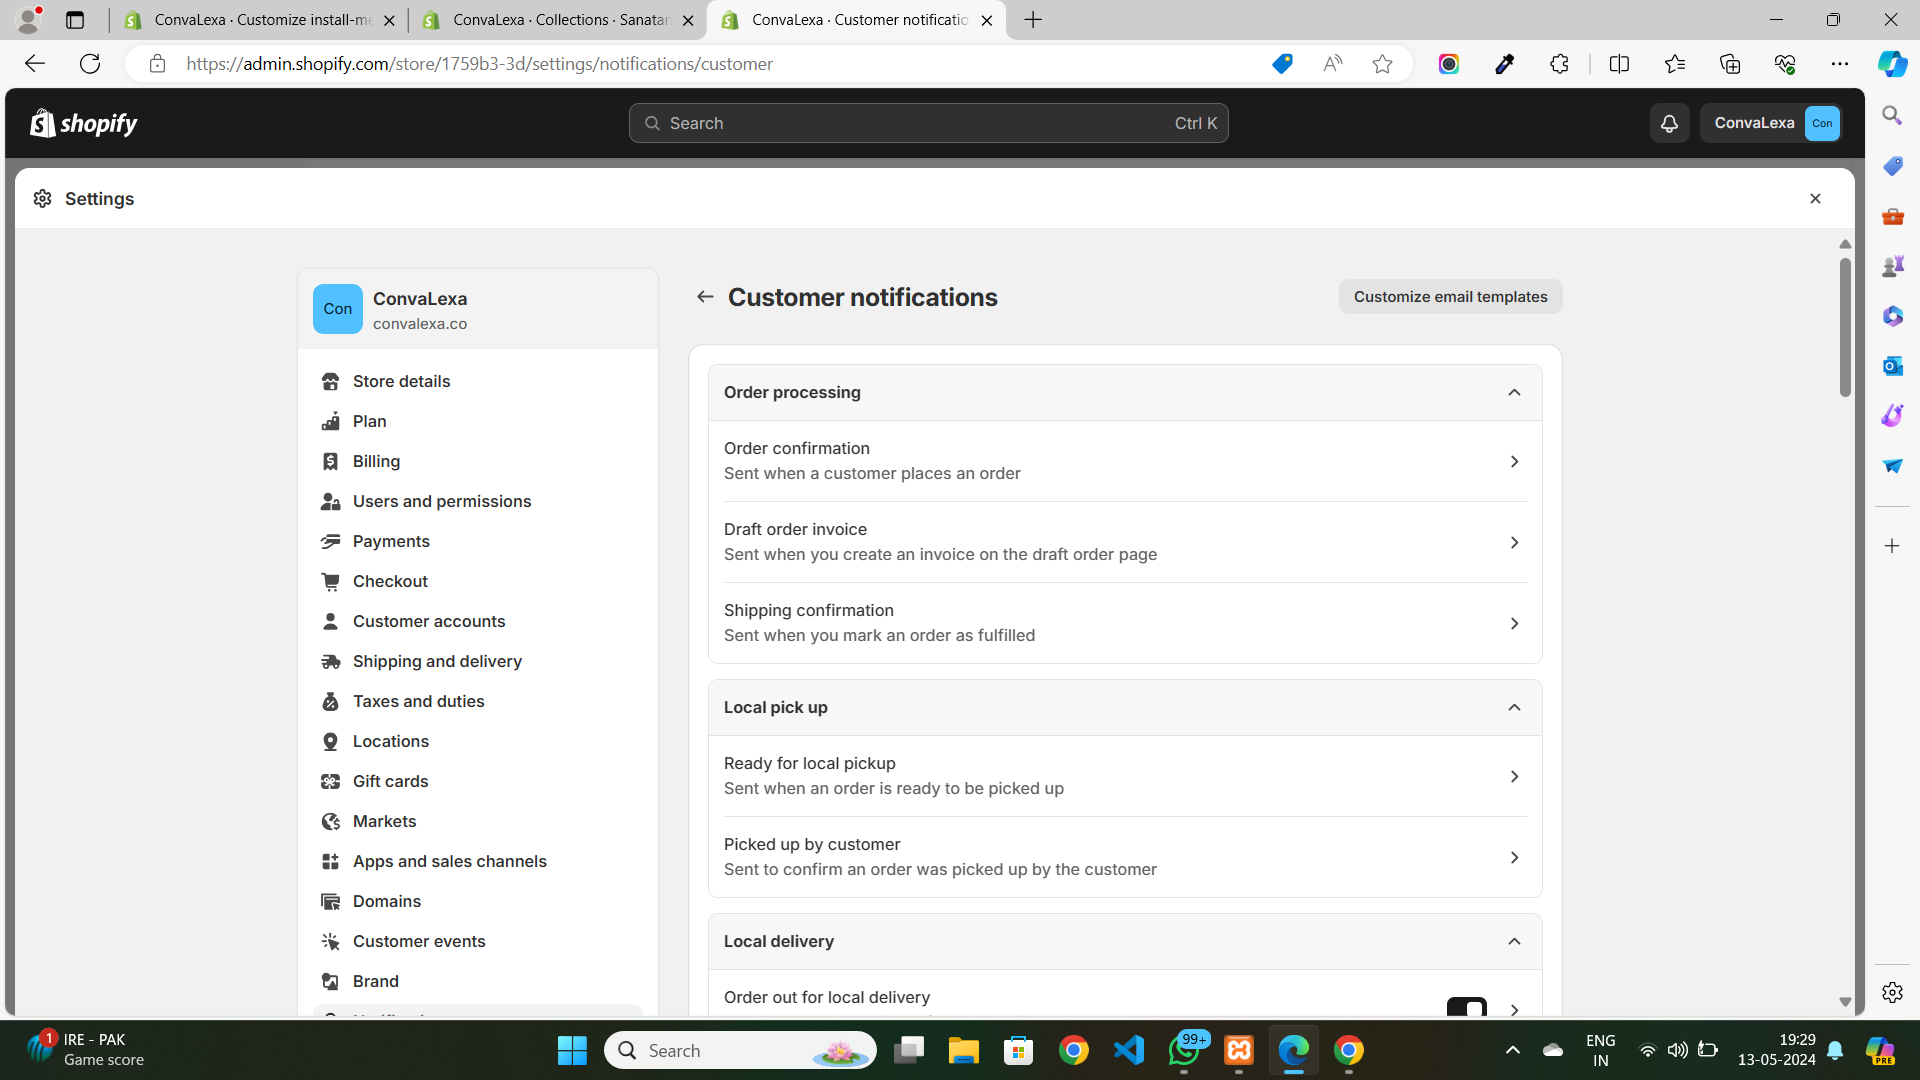 ConvaLexa · Customize install-me
ConvaLexa · Collections · Sanatan
ConvaLexa · Customer notificatio
https://admin.shopify.com/store/1759b3-3d/settings/notifications/customer
shopify
Search
Ctrl K
ConvaLexa
Con
Settings
Con
ConvaLexa
convalexa.co
Store details
Plan
Billing
Users and permissions
Payments
Checkout
Customer accounts
Shipping and delivery
Taxes and duties
Locations
Gift cards
Markets
Apps and sales channels
Domains
Customer events
Brand
Customer notifications
Customize email templates
Order processing
Order confirmation
Sent when a customer places an order
Draft order invoice
Sent when you create an invoice on the draft order page
Shipping confirmation
Sent when you mark an order as fulfilled
Local pick up
Ready for local pickup
Sent when an order is ready to be picked up
Picked up by customer
Sent to confirm an order was picked up by the customer
Local delivery
Order out for local delivery
1
IRE - PAK
Game score
Search
99+
ENG
IN
19:29
13-05-2024
PRE